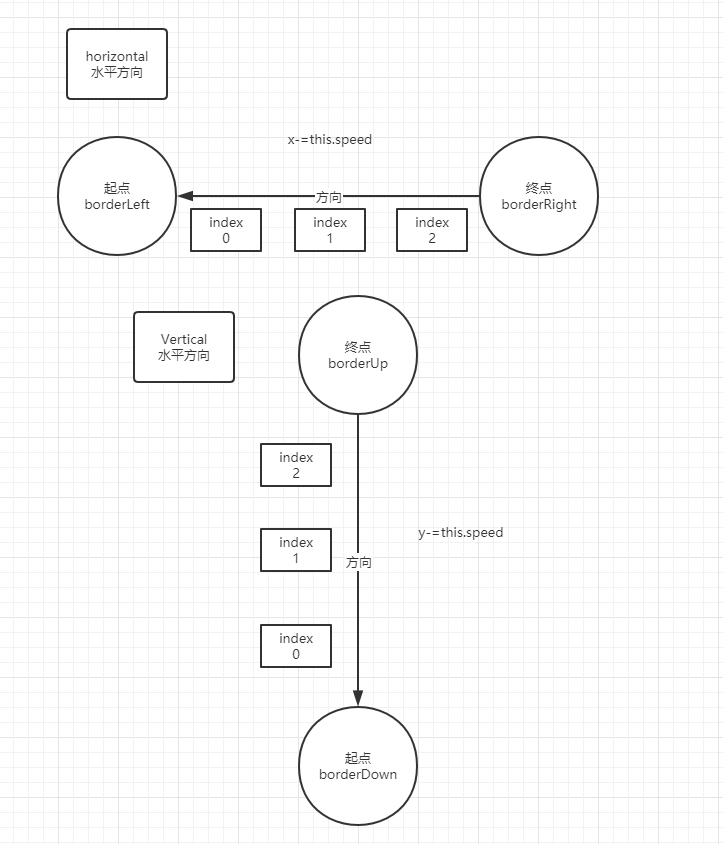 horizontal
水平方向
x-=this.speed
起点
borderLeft
方向
终点
borderRight
index
0
index
1
index
2
Vertical
水平方向
终点
borderUp
index
2
index
1
方向
y-=this.speed
index
0
起点
borderDown